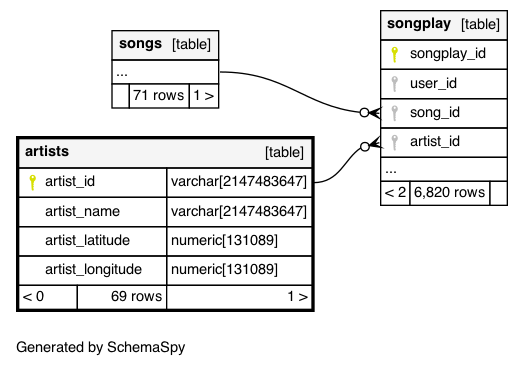 songs [table]
...
71 rows 1 >
songplay [table]
songplay_id
user_id
song_id
artist_id
...
< 2 6,820 rows
artists [table]
artist_id varchar[2147483647]
artist_name varchar[2147483647]
artist_latitude numeric[131089]
artist_longitude numeric[131089]
< 0 69 rows 1 >
Generated by SchemaSpy